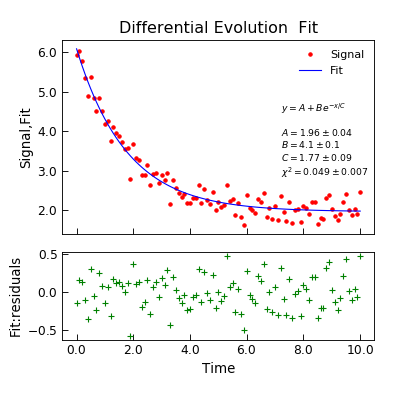 Differential Evolution  Fit
Signal,Fit
6.0
5.0
4.0
3.0
2.0
Signal
Fit
y = A + Be^{-x/C}
A = 1.96 ± 0.04
B = 4.1 ± 0.1
C = 1.77 ± 0.09
χ² = 0.049 ± 0.007
Fit:residuals
0.5
0.0
−0.5
0.0 2.0 4.0 6.0 8.0 10.0
Time